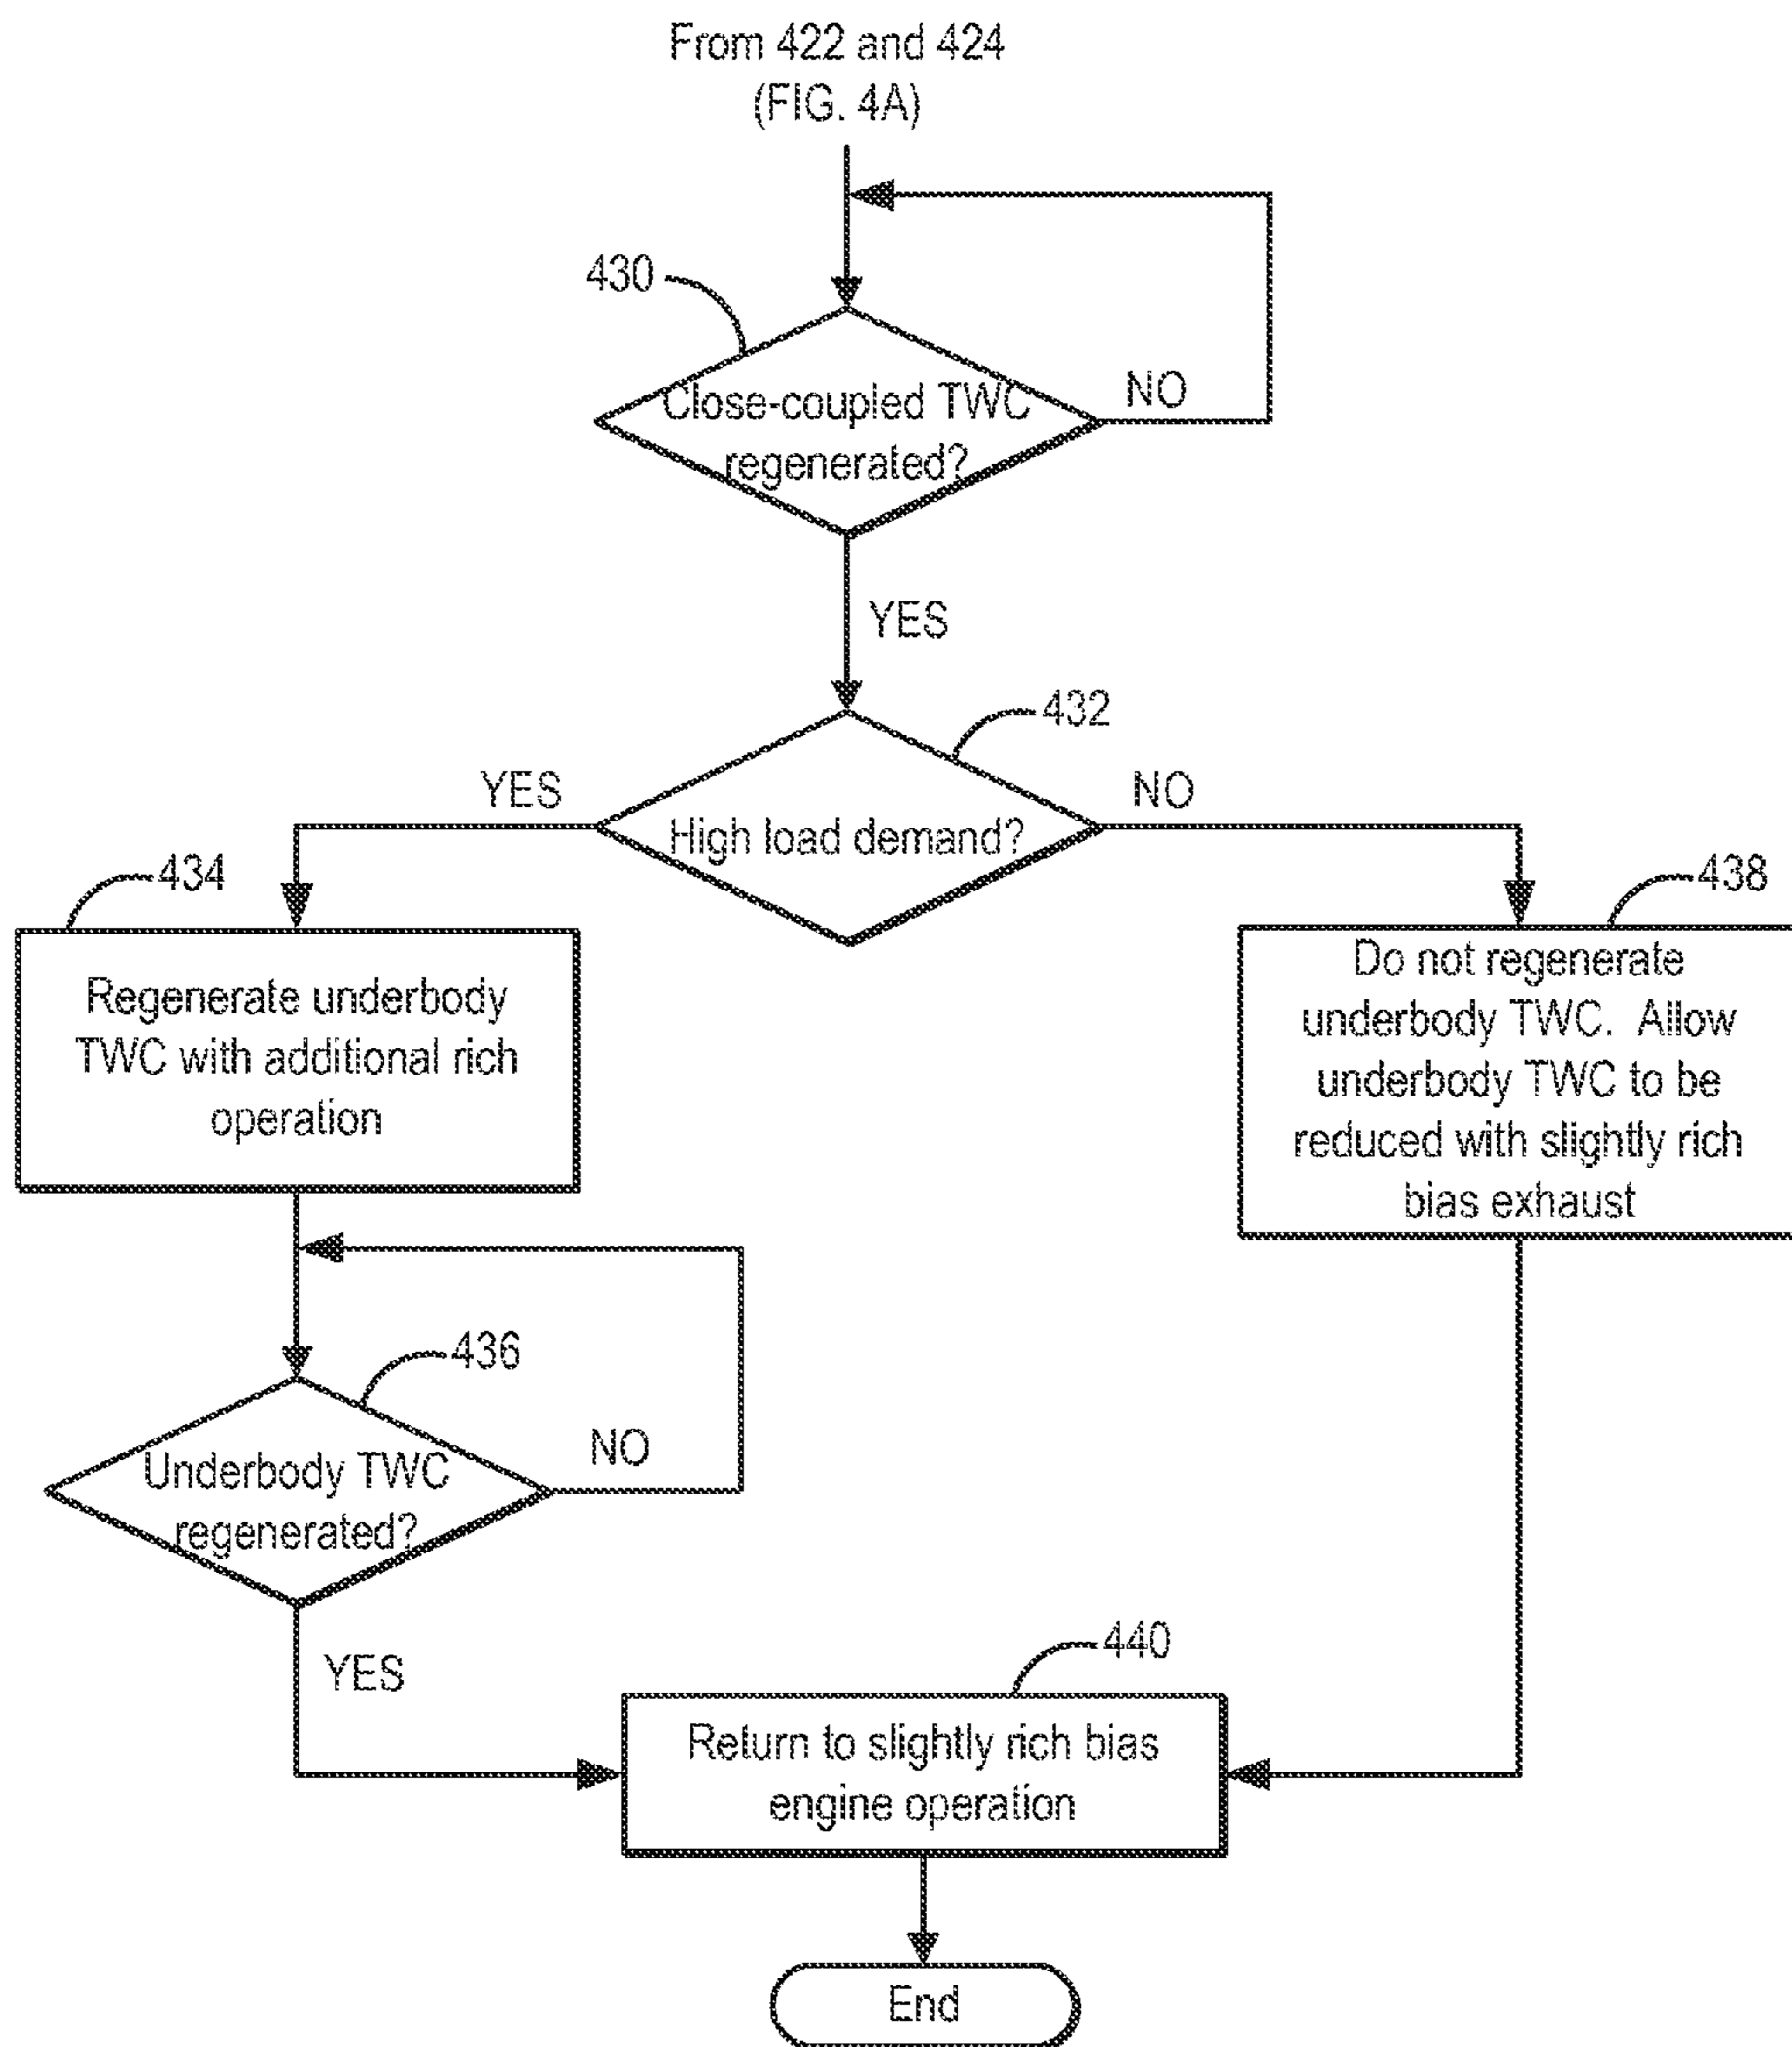 From 422 and 424
(FIG. 4A)
430
Close-coupled TWC
regenerated?
NO
YES
432
High load demand?
YES
NO
434
Regenerate underbody
TWC with additional rich
operation
438
Do not regenerate
underbody TWC. Allow
underbody TWC to be
reduced with slightly rich
bias exhaust
436
Underbody TWC
regenerated?
NO
YES
440
Return to slightly rich bias
engine operation
End